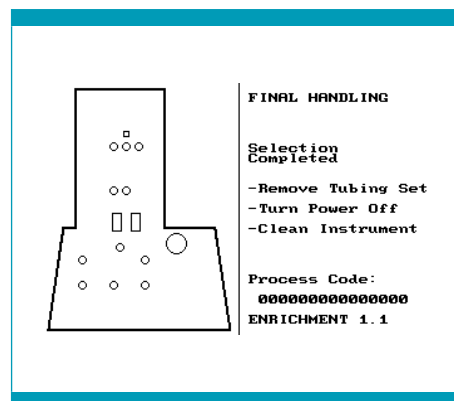 FINAL HANDLING
Selection
Completed
-Remove Tubing Set
-Turn Power Off
-Clean Instrument
Process Code:
000000000000000
ENRICHMENT 1.1